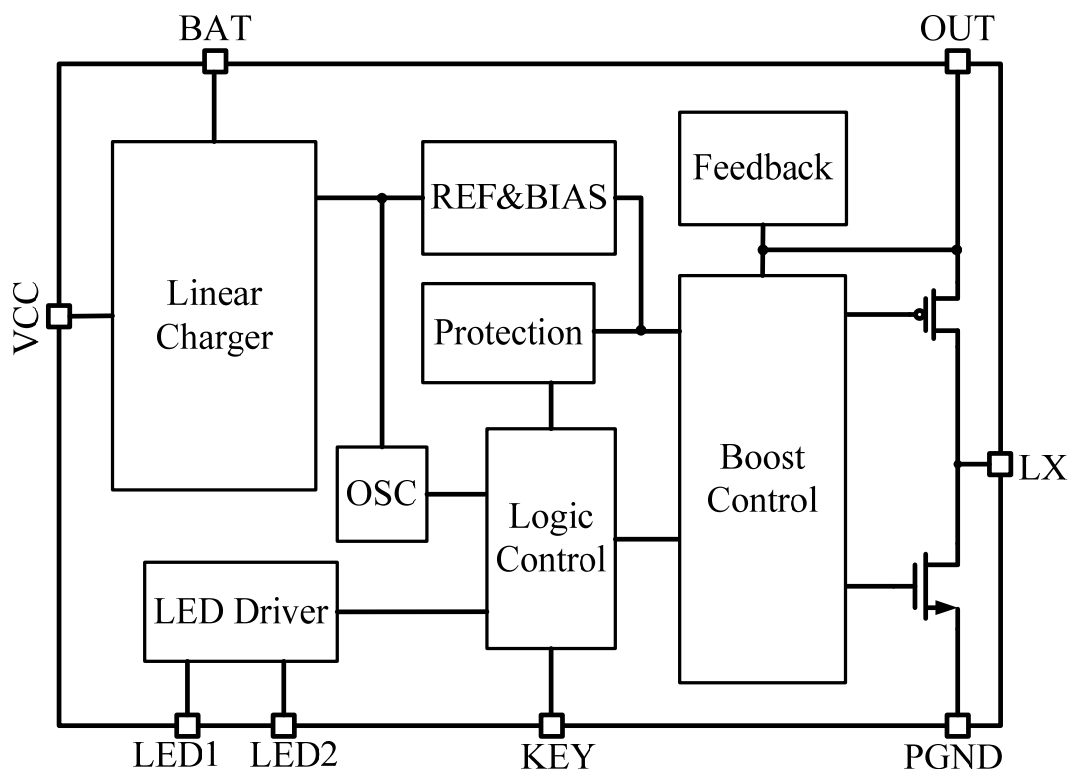 BAT
OUT
Feedback
REF&BIAS
Linear
Charger
VCC
Protection
Boost
Control
LX
OSC
Logic
Control
LED Driver
LED1
LED2
KEY
PGND